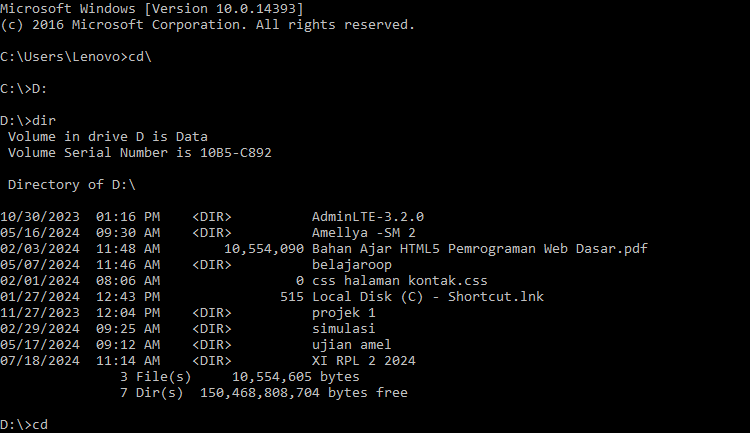 Microsoft Windows [Version 10.0.14393]
(c) 2016 Microsoft Corporation. All rights reserved.
C:\Users\Lenovo>cd\
C:\>D:
D:\>dir
 Volume in drive D is Data
 Volume Serial Number is 10B5-C892
 Directory of D:\
10/30/2023  01:16 PM    <DIR>          AdminLTE-3.2.0
05/16/2024  09:30 AM    <DIR>          Amellya -SM 2
02/03/2024  11:48 AM        10,554,090 Bahan Ajar HTML5 Pemrograman Web Dasar.pdf
05/07/2024  11:46 AM    <DIR>          belajaroop
02/01/2024  08:06 AM                 0 css halaman kontak.css
01/27/2024  12:43 PM               515 Local Disk (C) - Shortcut.lnk
11/27/2023  12:04 PM    <DIR>          projek 1
02/29/2024  09:25 AM    <DIR>          simulasi
05/17/2024  09:12 AM    <DIR>          ujian amel
07/18/2024  11:14 AM    <DIR>          XI RPL 2 2024
               3 File(s)     10,554,605 bytes
               7 Dir(s)  150,468,808,704 bytes free
D:\>cd